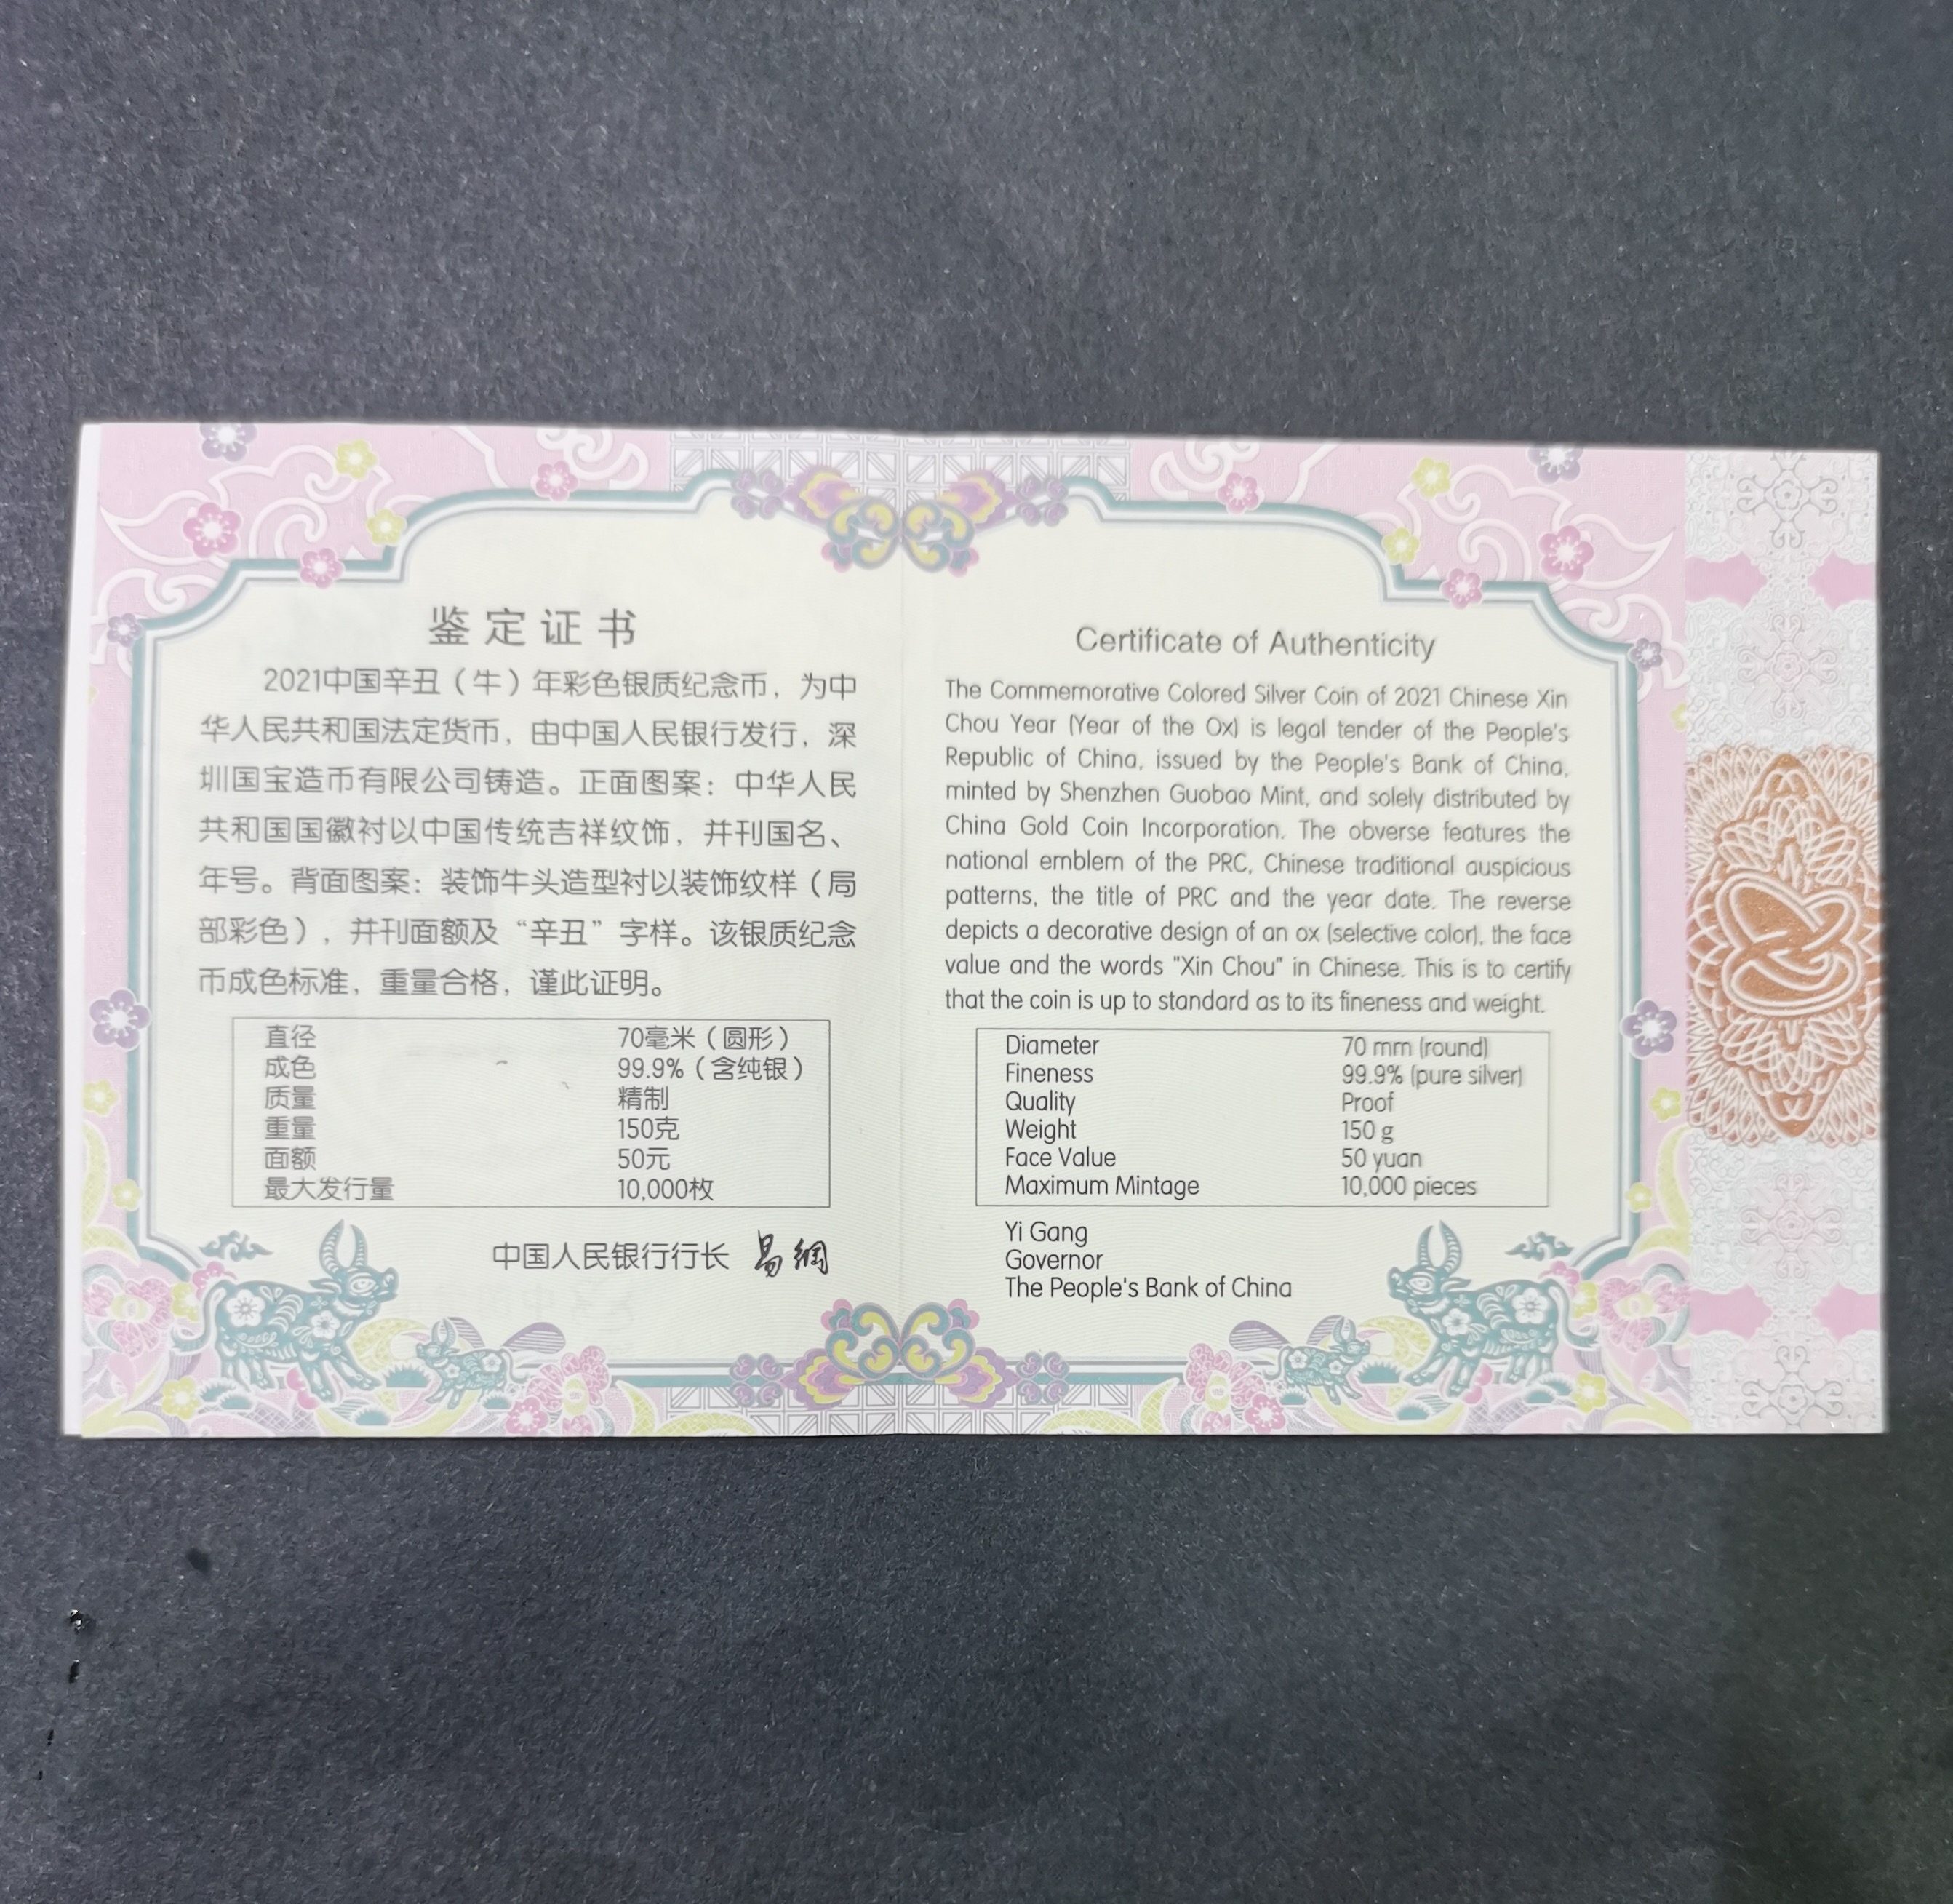 鉴定证书
2021中国辛丑（牛）年彩色银质纪念币，为中
华人民共和国法定货币，由中国人民银行发行，深
圳国宝造币有限公司铸造。正面图案：中华人民
共和国国徽衬以中国传统吉祥纹饰，并刊国名、
年号。背面图案：装饰牛头造型衬以装饰纹样（局
部彩色），并刊面额及“辛丑”字样。该银质纪念
币成色标准，重量合格，谨此证明。
直径 70毫米（圆形）
成色 99.9%（含纯银）
质量 精制
重量 150克
面额 50元
最大发行量 10,000枚
中国人民银行行长 易纲
Certificate of Authenticity
The Commemorative Colored Silver Coin of 2021 Chinese Xin
Chou Year (Year of the Ox) is legal tender of the People's
Republic of China, issued by the People's Bank of China,
minted by Shenzhen Guobao Mint, and solely distributed by
China Gold Coin Incorporation. The obverse features the
national emblem of the PRC, Chinese traditional auspicious
patterns, the title of PRC and the year date. The reverse
depicts a decorative design of an ox (selective color), the face
value and the words "Xin Chou" in Chinese. This is to certify
that the coin is up to standard as to its fineness and weight.
Diameter 70 mm (round)
Fineness 99.9% (pure silver)
Quality Proof
Weight 150 g
Face Value 50 yuan
Maximum Mintage 10,000 pieces
Yi Gang
Governor
The People's Bank of China